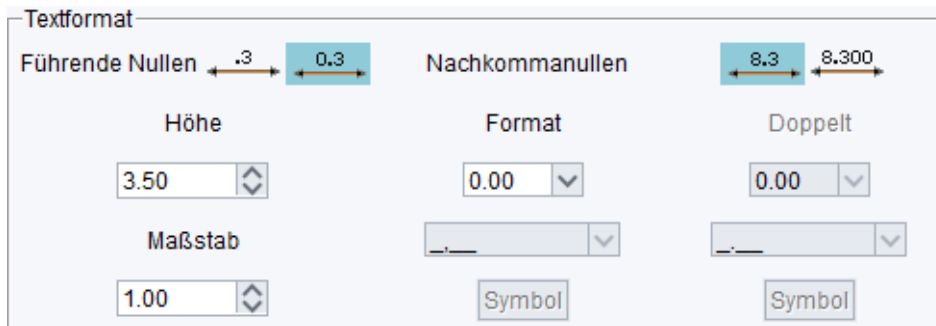 Textformat
Führende Nullen .3 0.3 Nachkommanullen 8.3 8.300
Höhe Format Doppelt
3.50 0.00 0.00
Maßstab _.__ _.__
1.00 Symbol Symbol